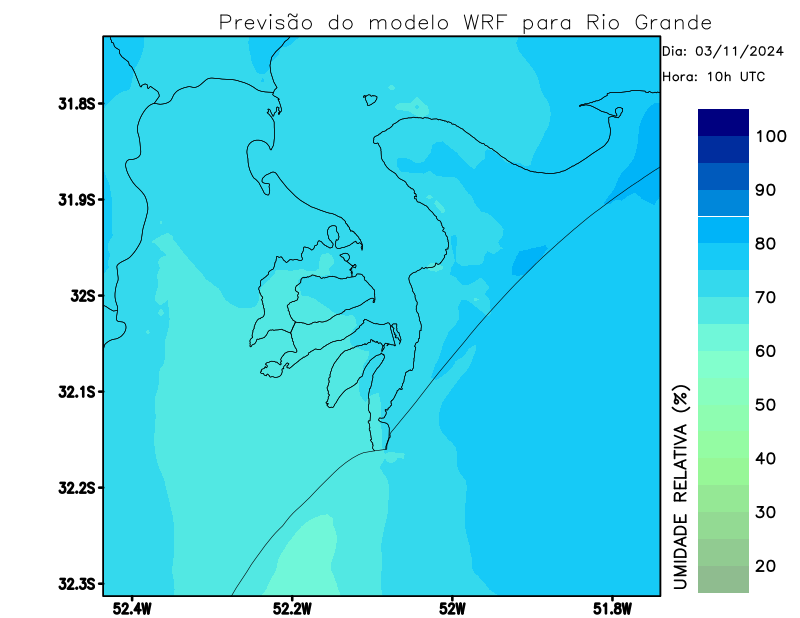 Previsão do modelo WRF para Rio Grande
Dia: 03/11/2024
Hora: 10h UTC
31.8S
31.9S
32S
32.1S
32.2S
32.3S
52.4W
52.2W
52W
51.8W
100
90
80
70
60
50
40
30
20
UMIDADE RELATIVA (%)